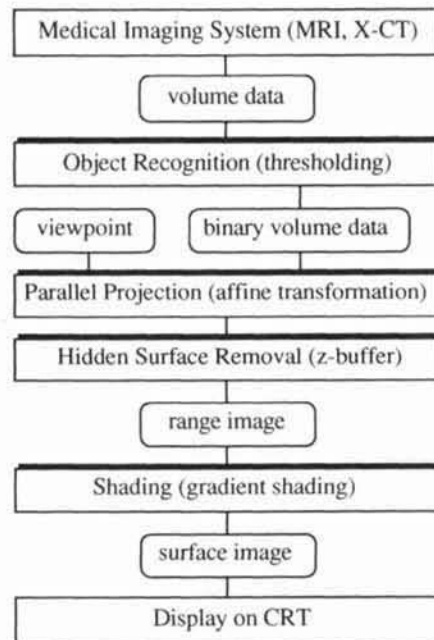 Medical Imaging System (MRI, X-CT)
volume data
Object Recognition (thresholding)
viewpoint
binary volume data
Parallel Projection (affine transformation)
Hidden Surface Removal (z-buffer)
range image
Shading (gradient shading)
surface image
Display on CRT